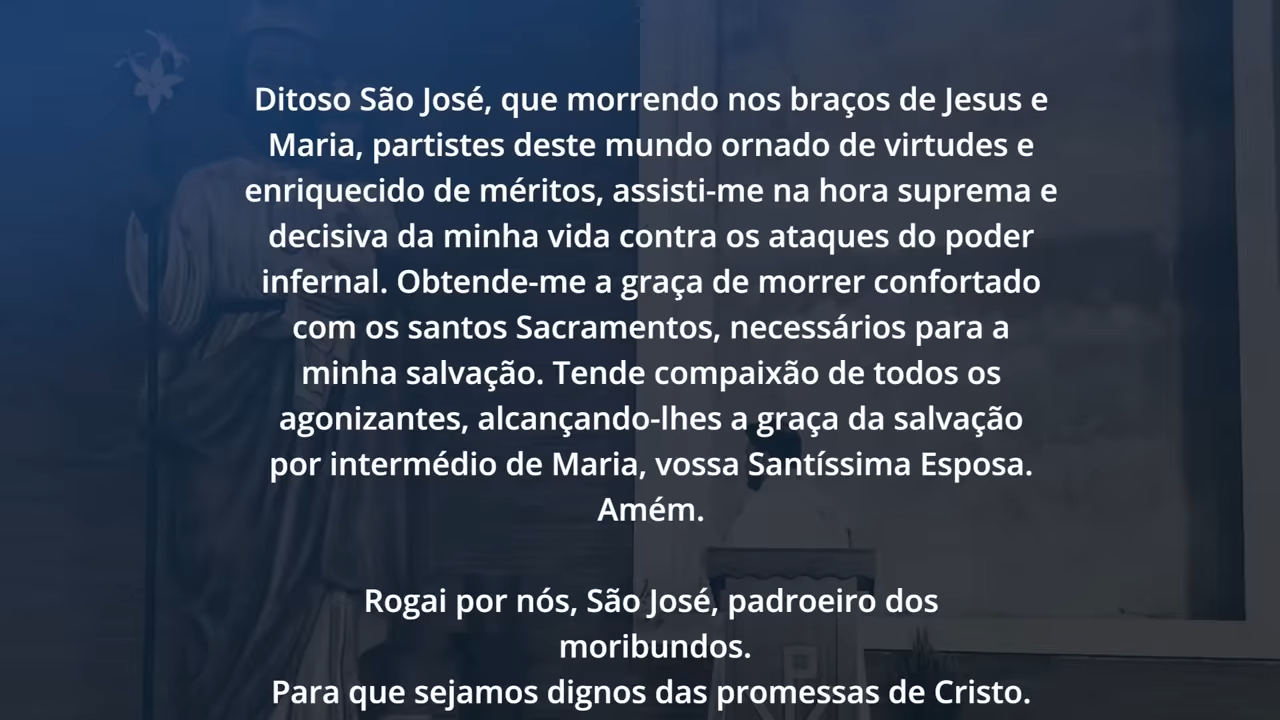 Ditoso São José, que morrendo nos braços de Jesus e
Maria, partistes deste mundo ornado de virtudes e
enriquecido de méritos, assisti-me na hora suprema e
decisiva da minha vida contra os ataques do poder
infernal. Obtende-me a graça de morrer confortado
com os santos Sacramentos, necessários para a
minha salvação. Tende compaixão de todos os
agonizantes, alcançando-lhes a graça da salvação
por intermédio de Maria, vossa Santíssima Esposa.
Amém.
Rogai por nós, São José, padroeiro dos
moribundos.
Para que sejamos dignos das promessas de Cristo.